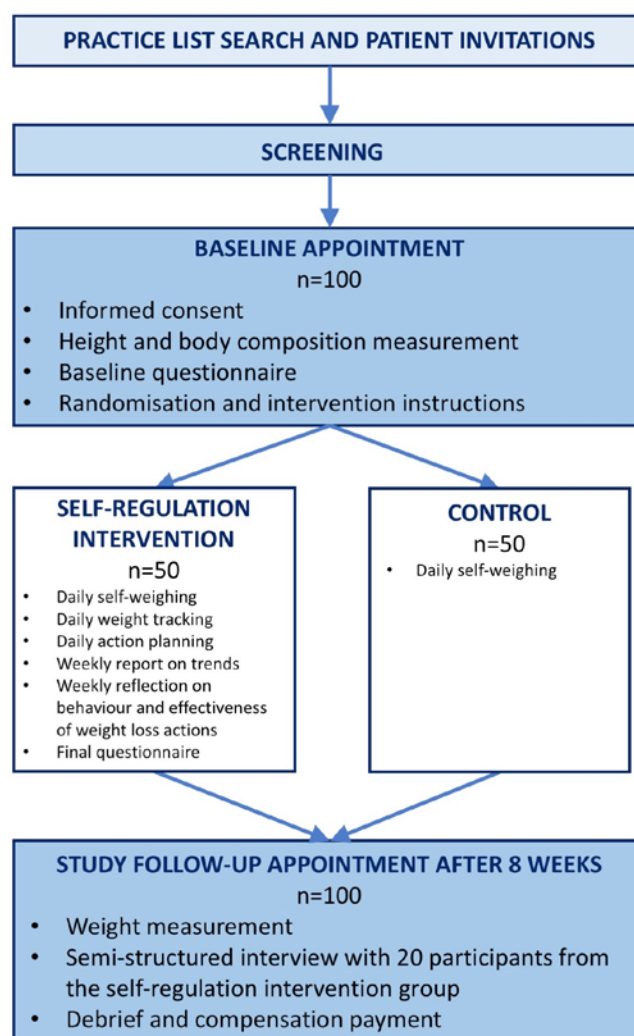 PRACTICE LIST SEARCH AND PATIENT INVITATIONS
SCREENING
BASELINE APPOINTMENT
n=100
• Informed consent
• Height and body composition measurement
• Baseline questionnaire
• Randomisation and intervention instructions
SELF-REGULATION
INTERVENTION
n=50
• Daily self-weighing
• Daily weight tracking
• Daily action planning
• Weekly report on trends
• Weekly reflection on
behaviour and effectiveness
of weight loss actions
• Final questionnaire
CONTROL
n=50
• Daily self-weighing
STUDY FOLLOW-UP APPOINTMENT AFTER 8 WEEKS
n=100
• Weight measurement
• Semi-structured interview with 20 participants from
the self-regulation intervention group
• Debrief and compensation payment